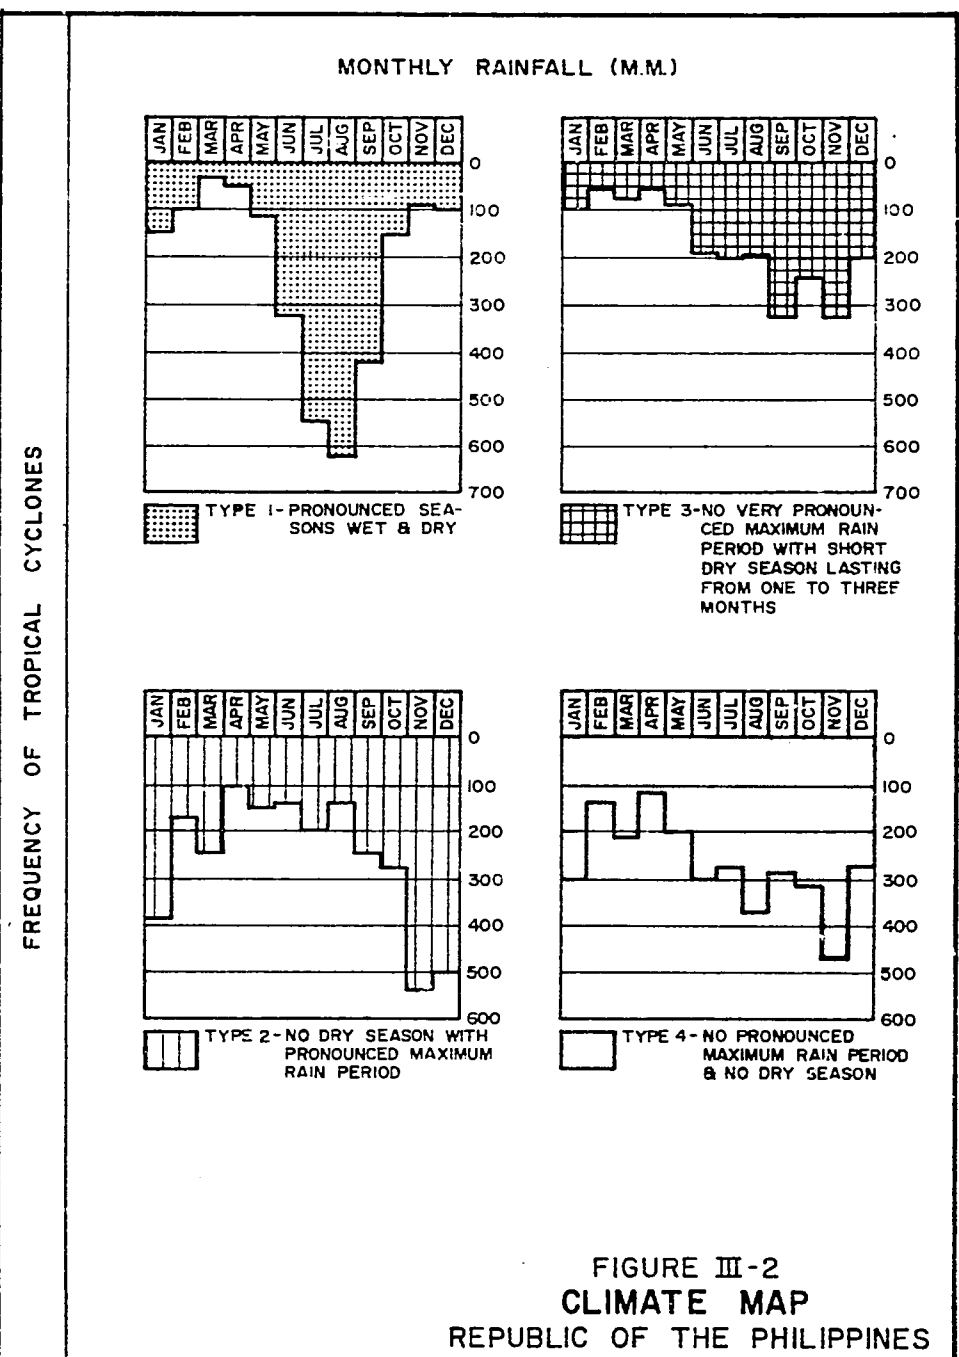 MONTHLY RAINFALL (M.M.)
JAN FEB MAR APR MAY JUN JUL AUG SEP OCT NOV DEC
0
100
200
300
400
500
600
700
TYPE 1-PRONOUNCED SEA-
SONS WET & DRY
JAN FEB MAR APR MAY JUN JUL AUG SEP OCT NOV DEC
0
100
200
300
400
500
600
700
TYPE 3-NO VERY PRONOUN-
CED MAXIMUM RAIN
PERIOD WITH SHORT
DRY SEASON LASTING
FROM ONE TO THREE
MONTHS
FREQUENCY OF TROPICAL CYCLONES
JAN FEB MAR APR MAY JUN JUL AUG SEP OCT NOV DEC
0
100
200
300
400
500
600
TYPE 2-NO DRY SEASON WITH
PRONOUNCED MAXIMUM
RAIN PERIOD
JAN FEB MAR APR MAY JUN JUL AUG SEP OCT NOV DEC
0
100
200
300
400
500
600
TYPE 4-NO PRONOUNCED
MAXIMUM RAIN PERIOD
& NO DRY SEASON
FIGURE III-2
CLIMATE MAP
REPUBLIC OF THE PHILIPPINES